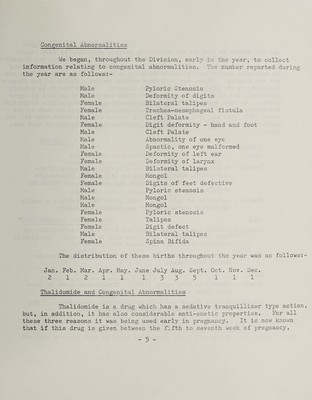 Congenital Abnormalities
We began, throughout the Division, early in the year, to collect
information relating to congenital abnormalities. The number reported during
the year are as follows:-
Male Pyloric Stenosis
Male Deformity of digits
Female Bilateral talipes
Female Trachea-oesophageal fistula
Male Cleft Palate
Female Digit deformity - hand and foot
Male Cleft Palate
Male Abnormality of one eye
Male Spastic, one eye malformed
Female Deformity of left ear
Female Deformity of larynx
Male Bilateral talipes
Female Mongol
Female Digits of feet defective
Male Pyloric stenosis
Male Mongol
Male Mongol
Female Pyloric stenosis
Female Talipes
Female Digit defect
Male Bilateral talipes
Female Spina Bifida
The distribution of these births throughout the year was as follows:-
Jan. Feb. Mar. Apr. May. June July Aug. Sept. Oct. Nov. Dec.
2 1 2 1 1 1 3 3 5 1 1 1
Thalidomide and Congenital Abnormalities
Thalidomide is a drug which has a sedative tranquillizer type action,
but, in addition, it has also considerable anti-emetic properties. For all
these three reasons it was being used early in pregnancy. It is now known
that if this drug is given between the fifth to seventh week of pregnancy,
- 5 -